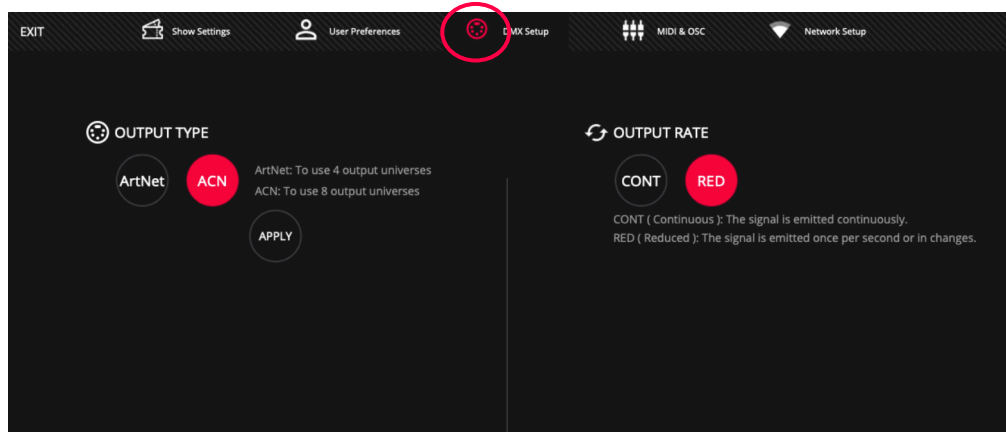 EXIT
Show Settings
User Preferences
DMX Setup
MIDI & OSC
Network Setup
OUTPUT TYPE
ArtNet
ACN
ArtNet: To use 4 output universes
ACN: To use 8 output universes
APPLY
OUTPUT RATE
CONT
RED
CONT ( Continuous ): The signal is emitted continuously.
RED ( Reduced ): The signal is emitted once per second or in changes.